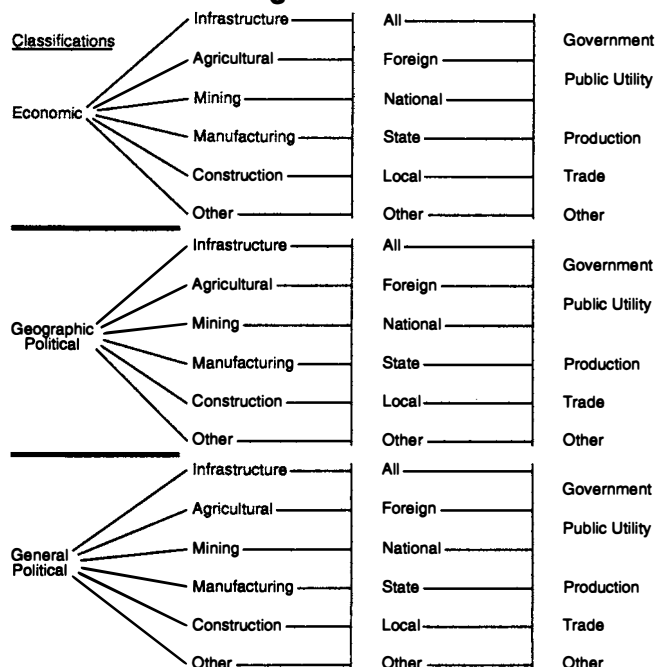 Classifications
Economic
Infrastructure
Agricultural
Mining
Manufacturing
Construction
Other
All
Foreign
National
State
Local
Other
Government
Public Utility
Production
Trade
Other
Geographic
Political
Infrastructure
Agricultural
Mining
Manufacturing
Construction
Other
All
Foreign
National
State
Local
Other
Government
Public Utility
Production
Trade
Other
General
Political
Infrastructure
Agricultural
Mining
Manufacturing
Construction
Other
All
Foreign
National
State
Local
Other
Government
Public Utility
Production
Trade
Other